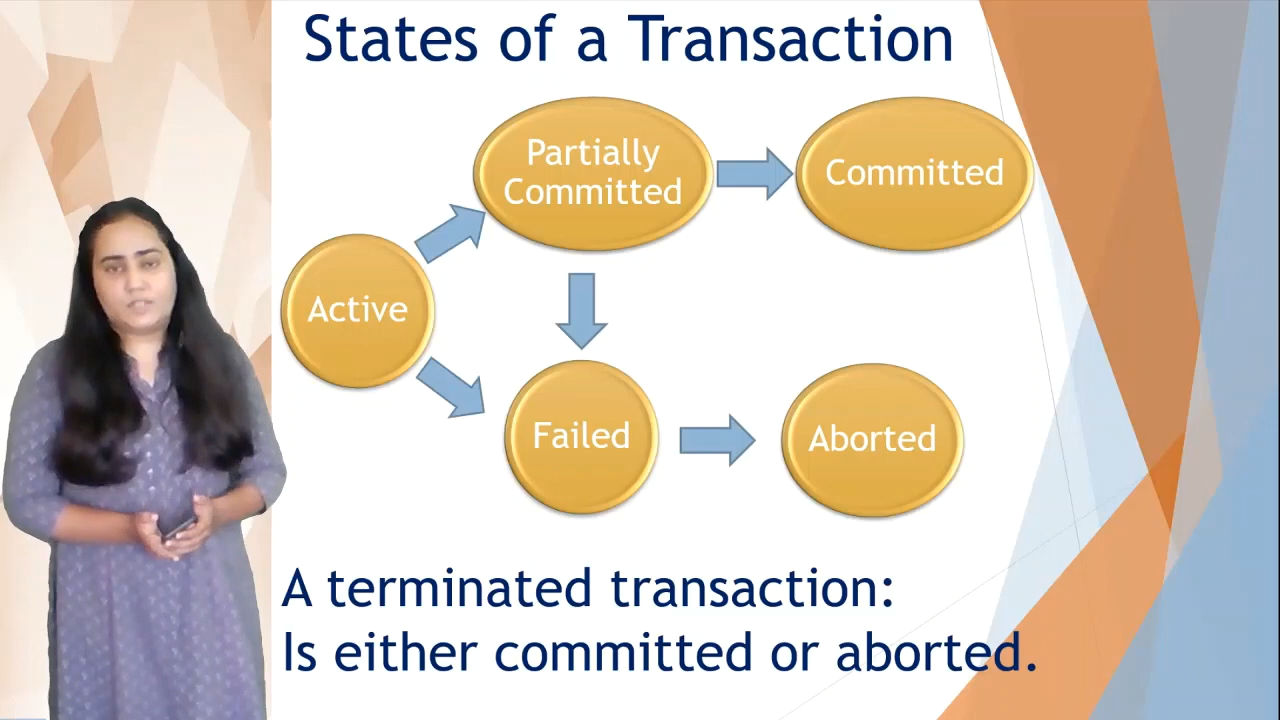 States of a Transaction
Partially
Committed
Committed
Active
Failed
Aborted
A terminated transaction:
Is either committed or aborted.